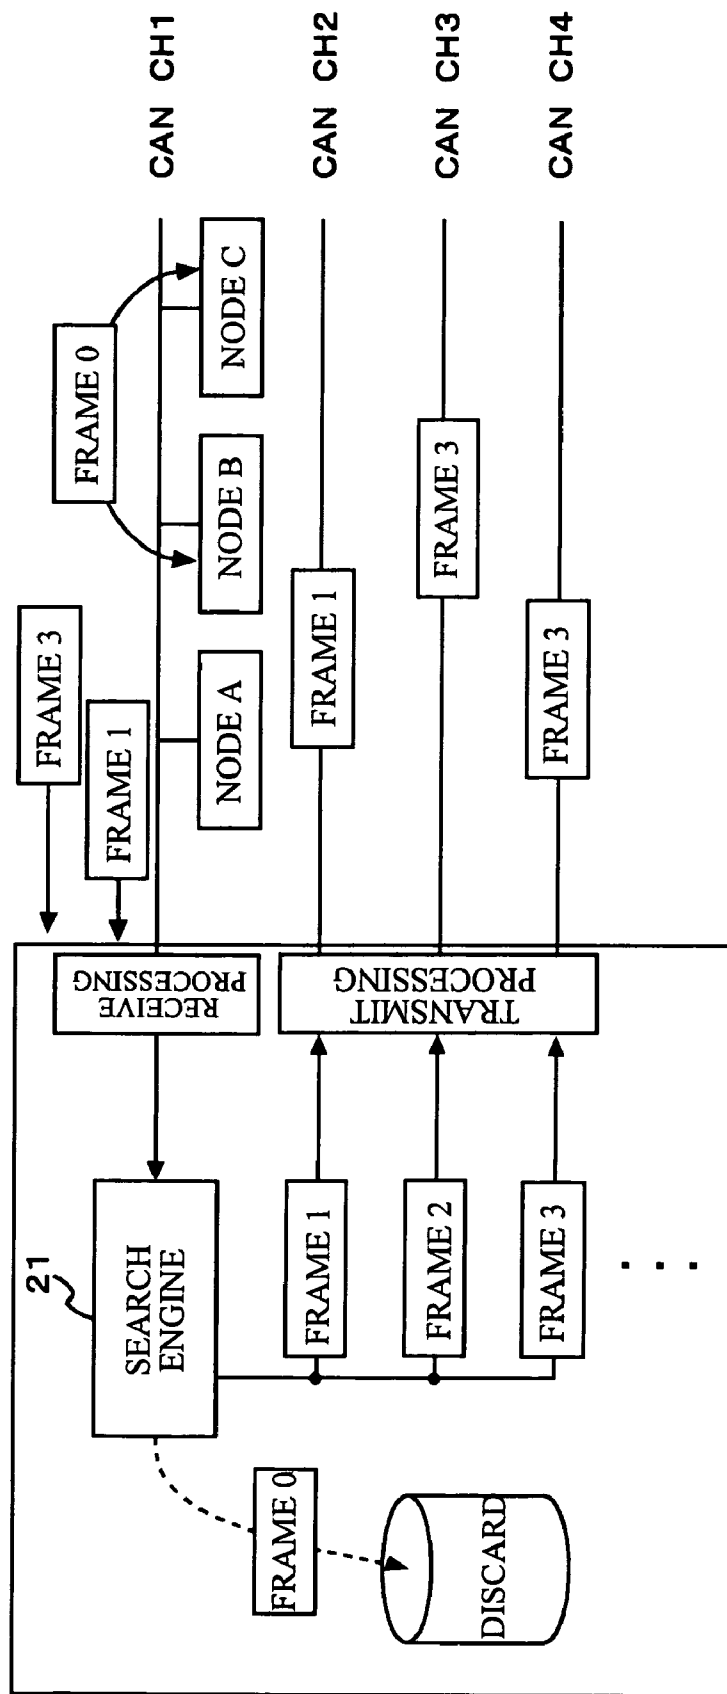 FRAME 3
FRAME 1
FRAME 0
CAN CH1
NODE A
NODE B
NODE C
RECEIVE
PROCESSING
21
SEARCH
ENGINE
FRAME 0
DISCARD
FRAME 1
FRAME 2
FRAME 3
TRANSMIT
PROCESSING
FRAME 1
CAN CH2
FRAME 3
CAN CH3
FRAME 3
CAN CH4